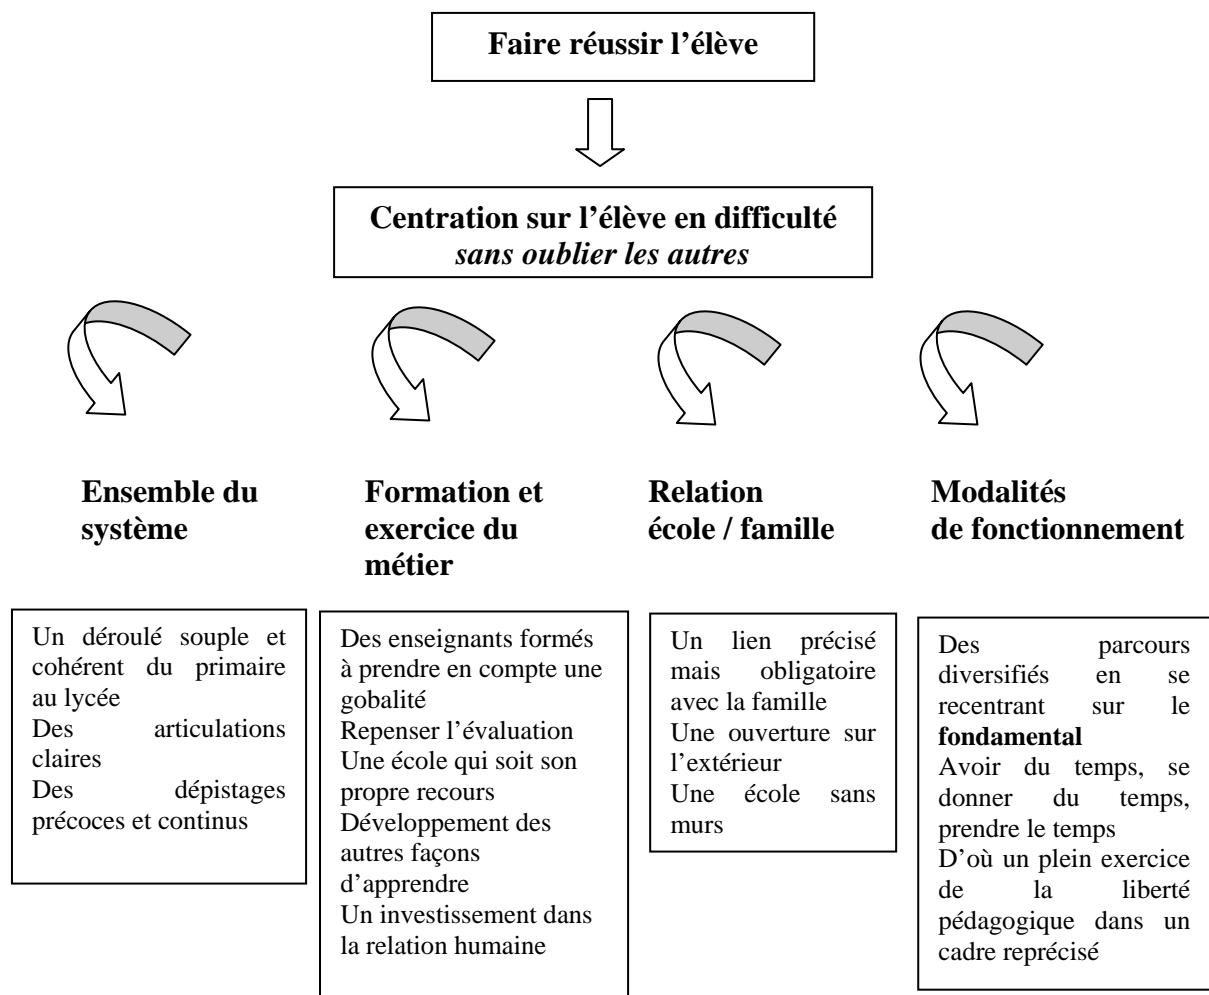 Faire réussir l’élève
Centration sur l’élève en difficulté
sans oublier les autres
Ensemble du
système
Formation et
exercice du
métier
Relation
école / famille
Modalités
de fonctionnement
Un déroulé souple et
cohérent du primaire
au lycée
Des articulations
claires
Des dépistages
précoces et continus
Des enseignants formés
à prendre en compte une
gobalité
Repenser l’évaluation
Une école qui soit son
propre recours
Développement des
autres façons
d’apprendre
Un investissement dans
la relation humaine
Un lien précisé
mais obligatoire
avec la famille
Une ouverture sur
l’extérieur
Une école sans
murs
Des parcours
diversifiés en se
recentrant sur le
fondamental
Avoir du temps, se
donner du temps,
prendre le temps
D’où un plein exercice
de la liberté
pédagogique dans un
cadre reprécisé